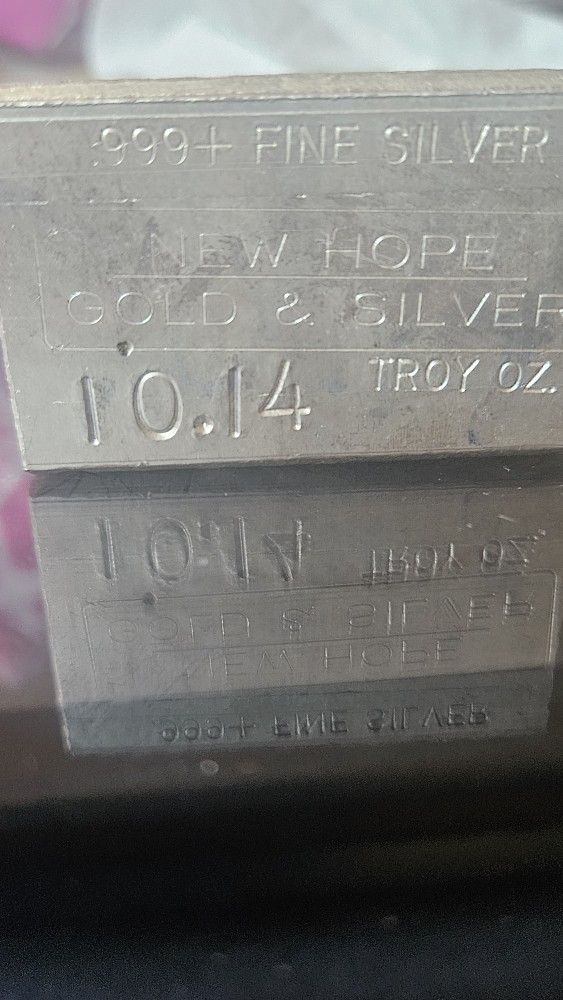 .999+ FINE SILVER
NEW HOPE
GOLD & SILVER
10.14 TROY OZ.